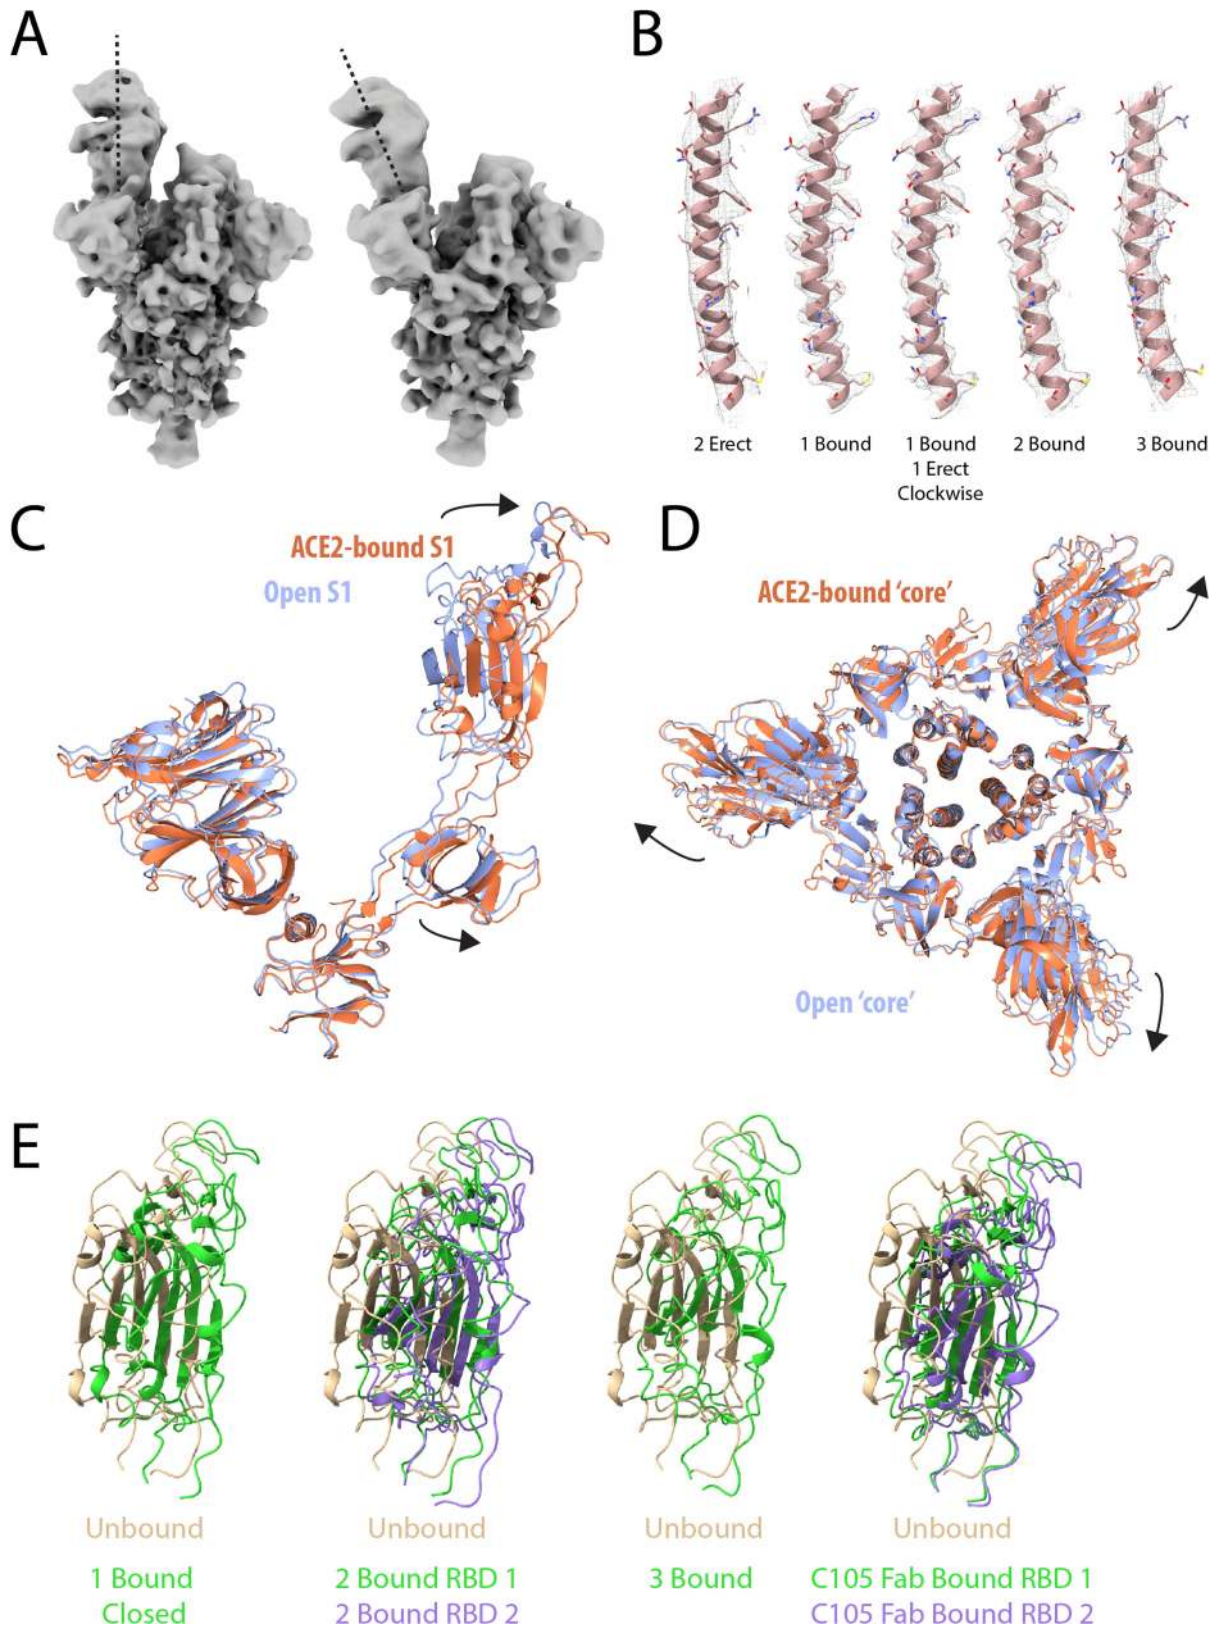 A
B
2 Erect
1 Bound
1 Bound
1 Erect
Clockwise
2 Bound
3 Bound
C
ACE2-bound S1
Open S1
D
ACE2-bound ‘core’
Open ‘core’
E
Unbound
1 Bound
Closed
Unbound
2 Bound RBD 1
2 Bound RBD 2
Unbound
3 Bound
Unbound
C105 Fab Bound RBD 1
C105 Fab Bound RBD 2